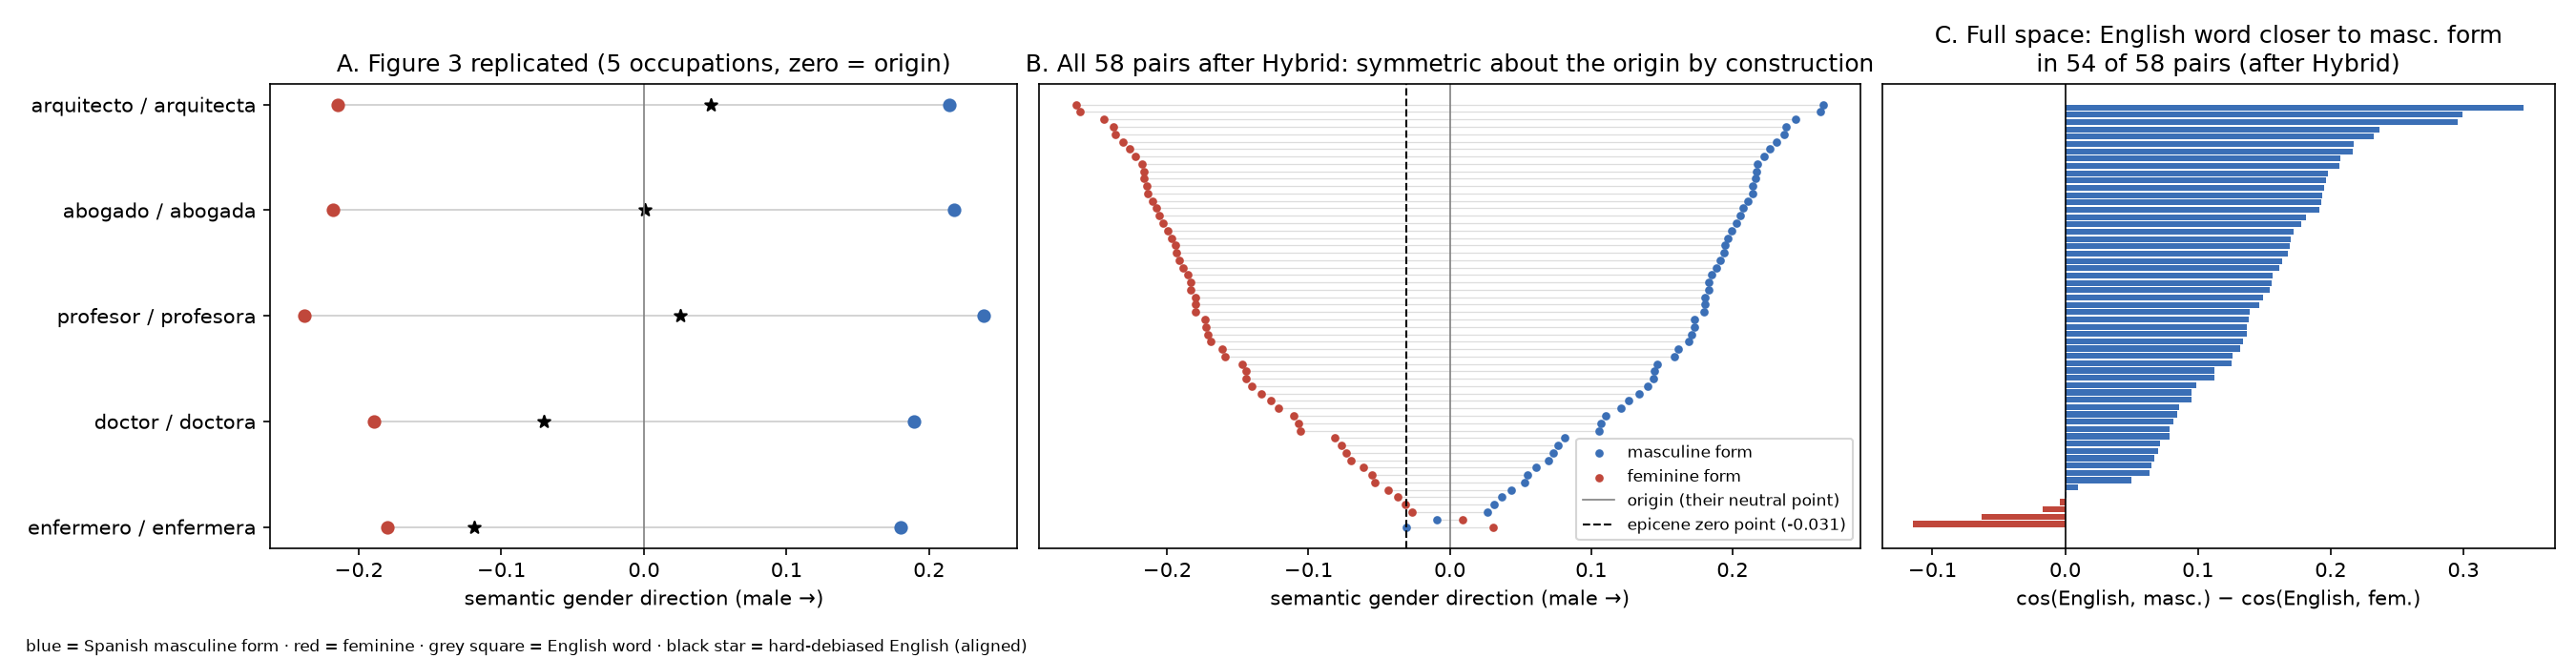 A. Figure 3 replicated (5 occupations, zero = origin)
arquitecto / arquitecta
abogado / abogada
profesor / profesora
doctor / doctora
enfermero / enfermera
−0.2 −0.1 0.0 0.1 0.2
semantic gender direction (male →)
B. All 58 pairs after Hybrid: symmetric about the origin by construction
masculine form
feminine form
origin (their neutral point)
epicene zero point (-0.031)
−0.2 −0.1 0.0 0.1 0.2
semantic gender direction (male →)
C. Full space: English word closer to masc. form
in 54 of 58 pairs (after Hybrid)
−0.1 0.0 0.1 0.2 0.3
cos(English, masc.) − cos(English, fem.)
blue = Spanish masculine form · red = feminine · grey square = English word · black star = hard-debiased English (aligned)